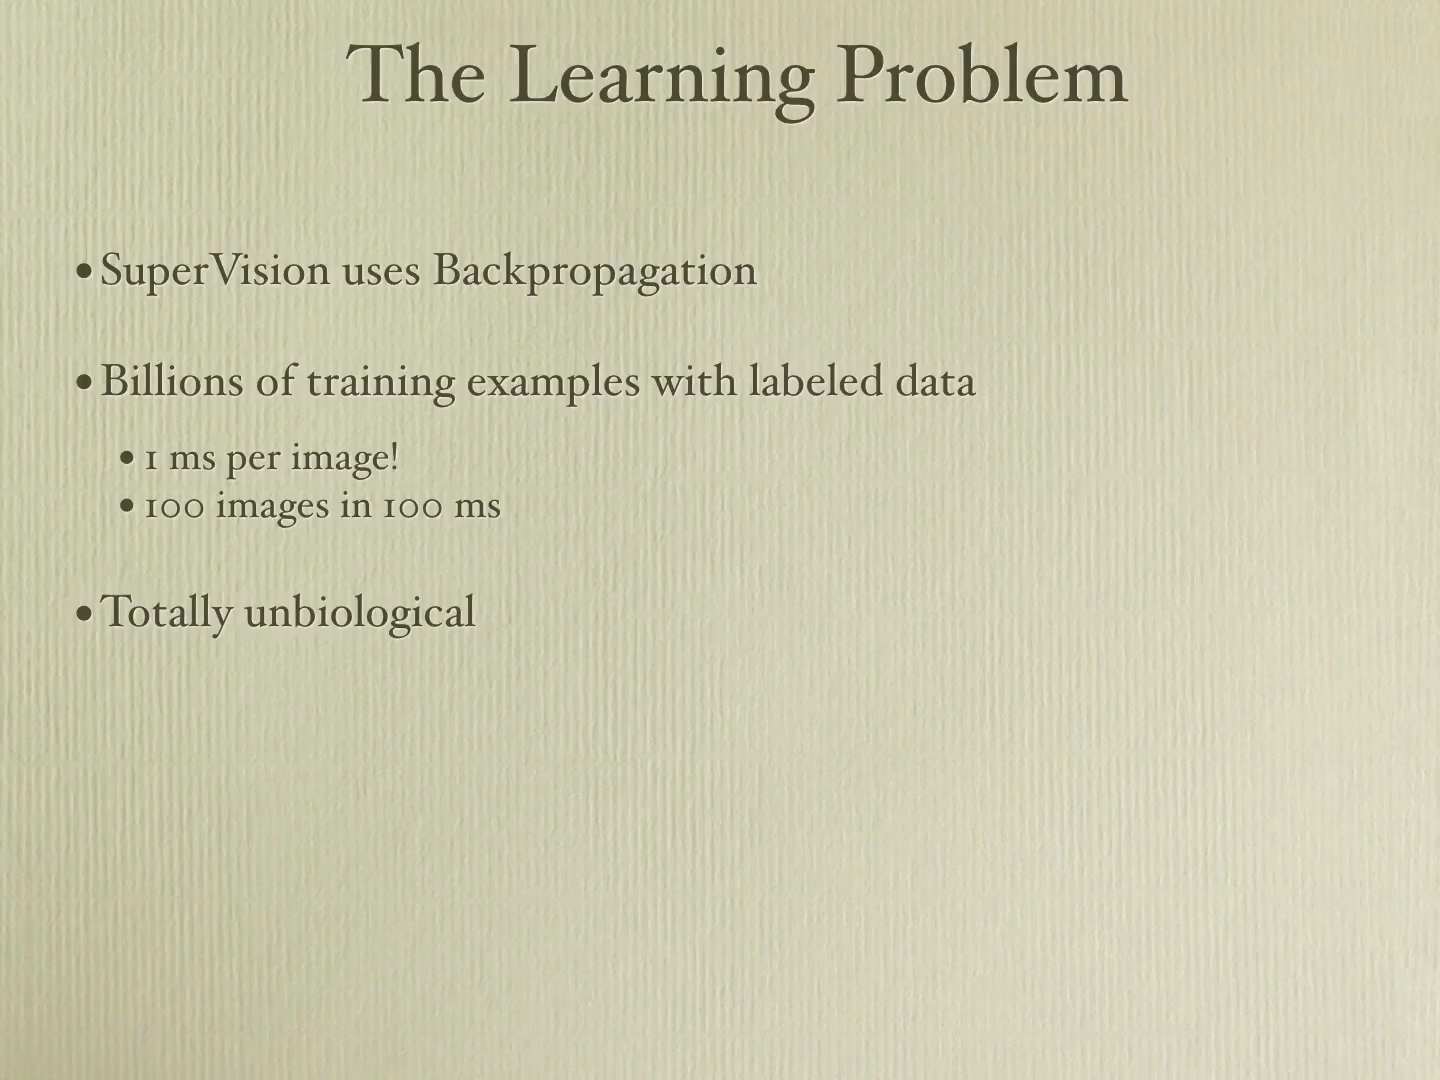 The Learning Problem
• SuperVision uses Backpropagation
• Billions of training examples with labeled data
• 1 ms per image!
• 100 images in 100 ms
• Totally unbiological